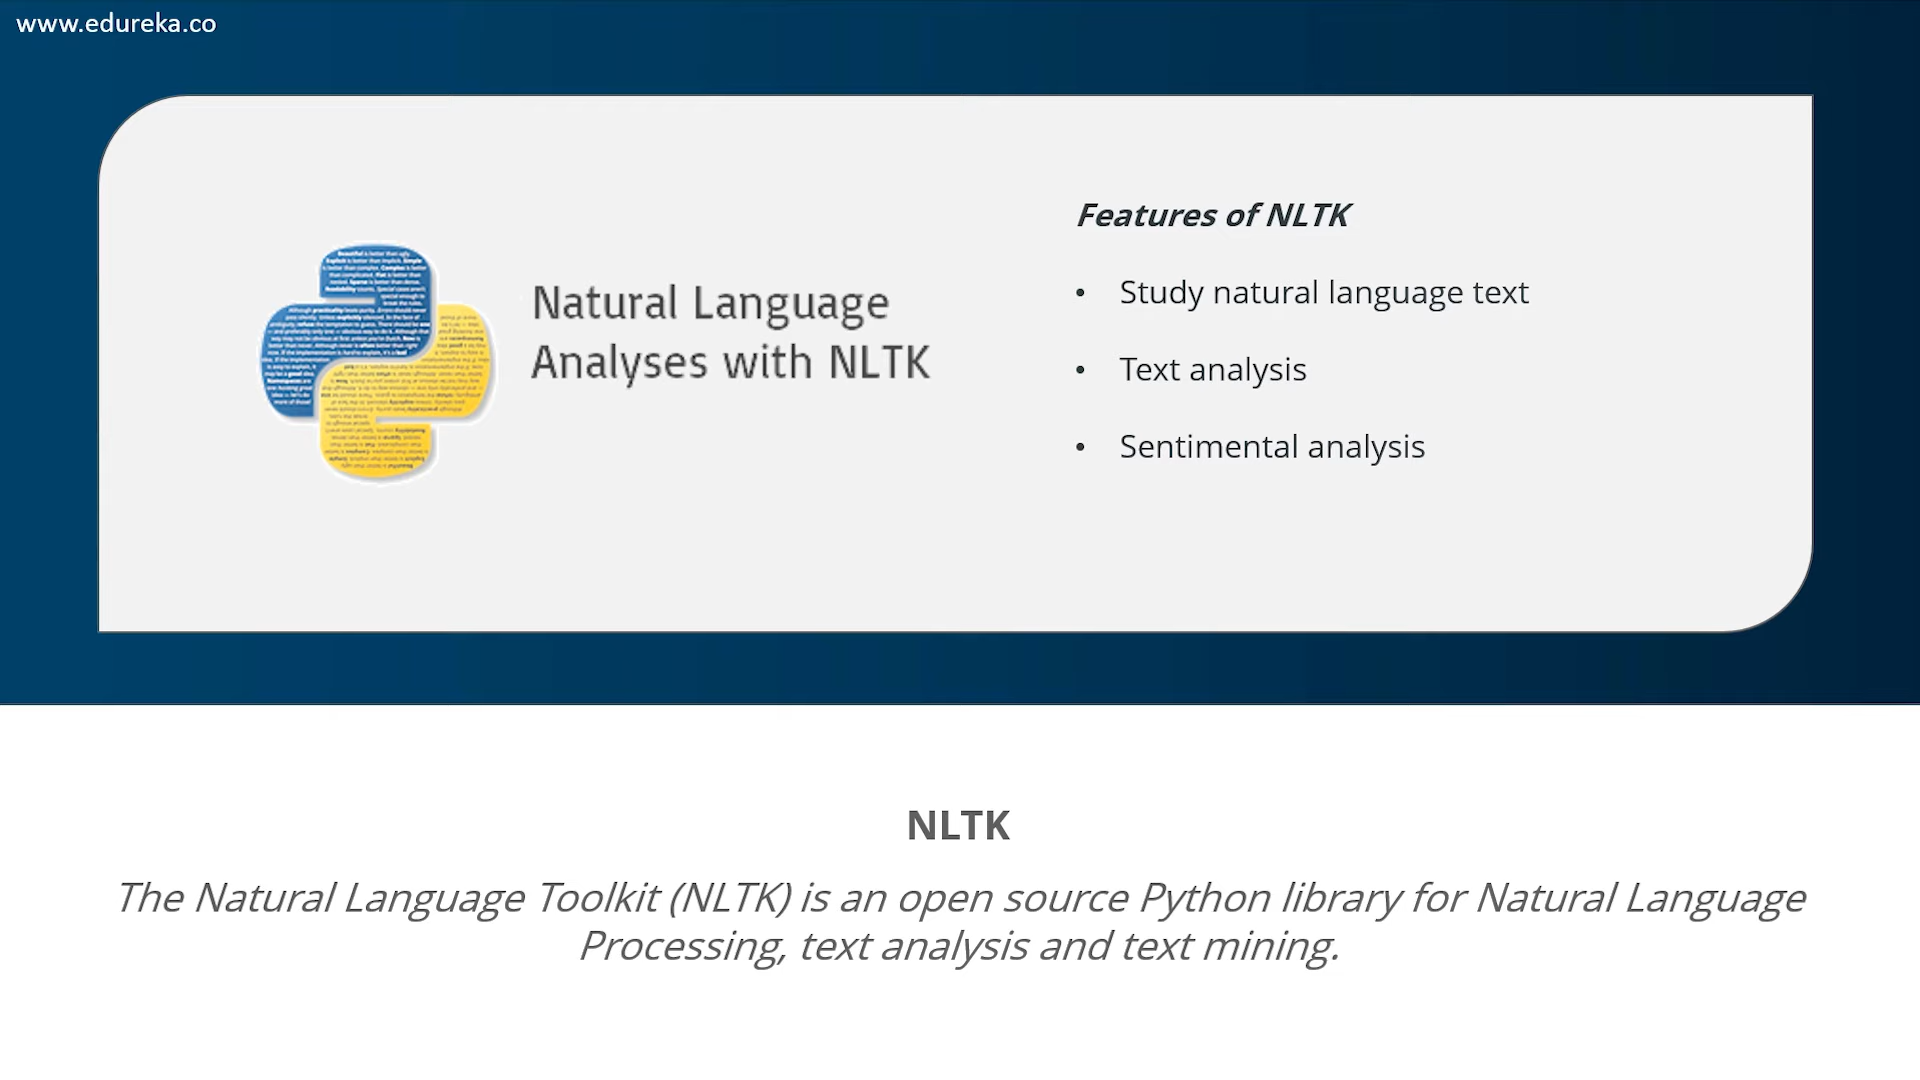 www.edureka.co
Natural Language
Analyses with NLTK
Features of NLTK
• Study natural language text
• Text analysis
• Sentimental analysis
NLTK
The Natural Language Toolkit (NLTK) is an open source Python library for Natural Language
Processing, text analysis and text mining.